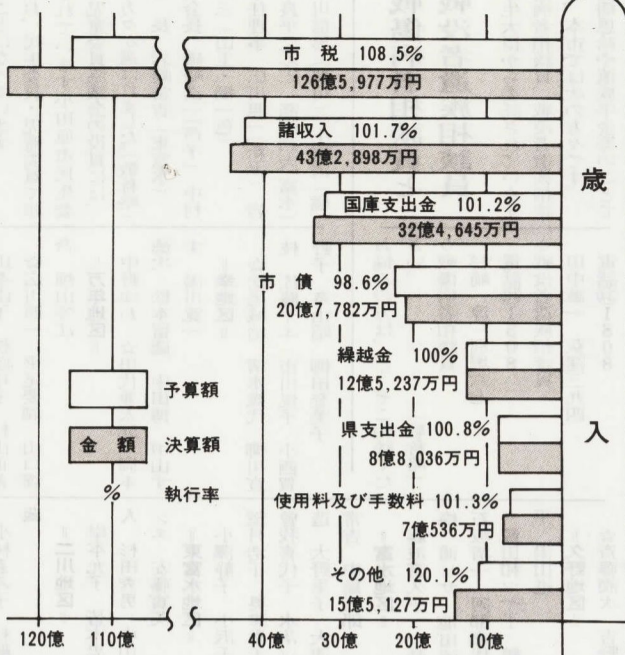 市税 108.5%
126億5,977万円
諸収入 101.7%
43億2,898万円
国庫支出金 101.2%
32億4,645万円
市債 98.6%
20億7,782万円
繰越金 100%
12億5,237万円
県支出金 100.8%
8億8,036万円
使用料及び手数料 101.3%
7億536万円
その他 120.1%
15億5,127万円
歳入
予算額
金額 決算額
% 執行率
120億 110億 40億 30億 20億 10億